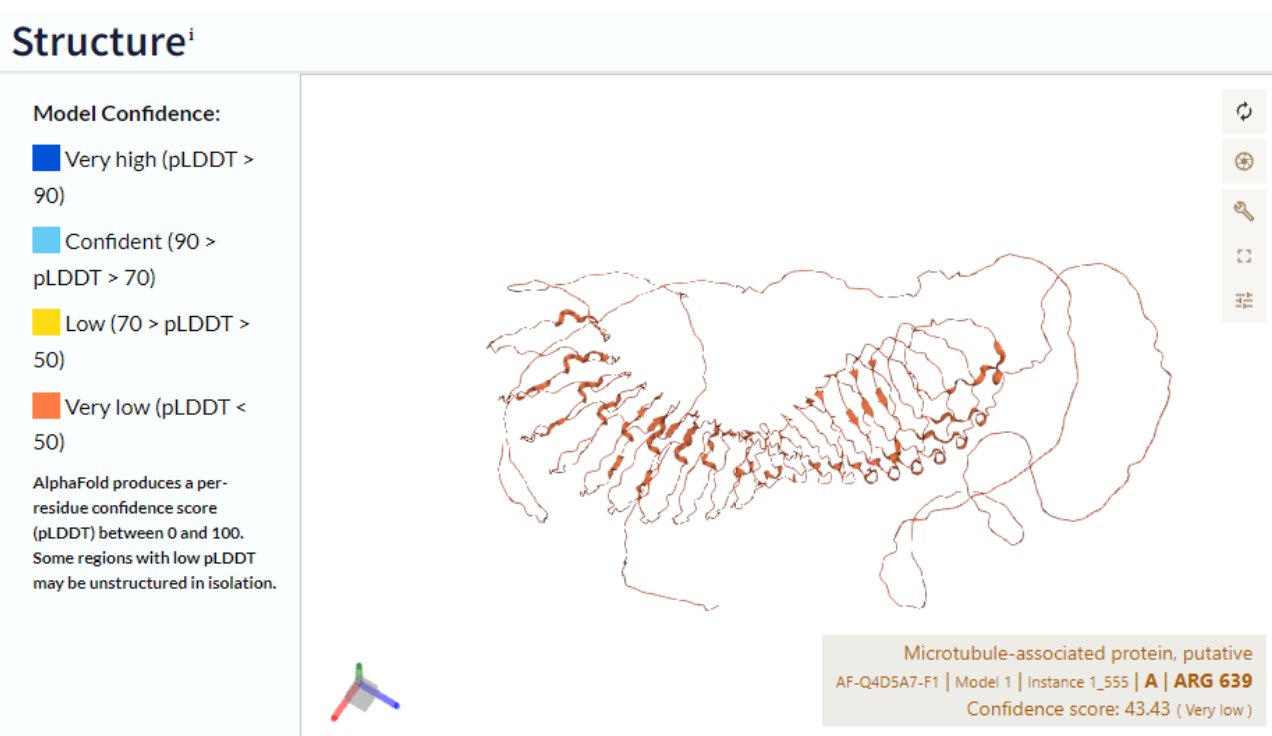 Structure i
Model Confidence:
Very high (pLDDT >
90)
Confident (90 >
pLDDT > 70)
Low (70 > pLDDT >
50)
Very low (pLDDT <
50)
AlphaFold produces a per-
residue confidence score
(pLDDT) between 0 and 100.
Some regions with low pLDDT
may be unstructured in isolation.
Microtubule-associated protein, putative
AF-Q4D5A7-F1 | Model 1 | Instance 1_555 | A | ARG 639
Confidence score: 43.43 ( Very low )